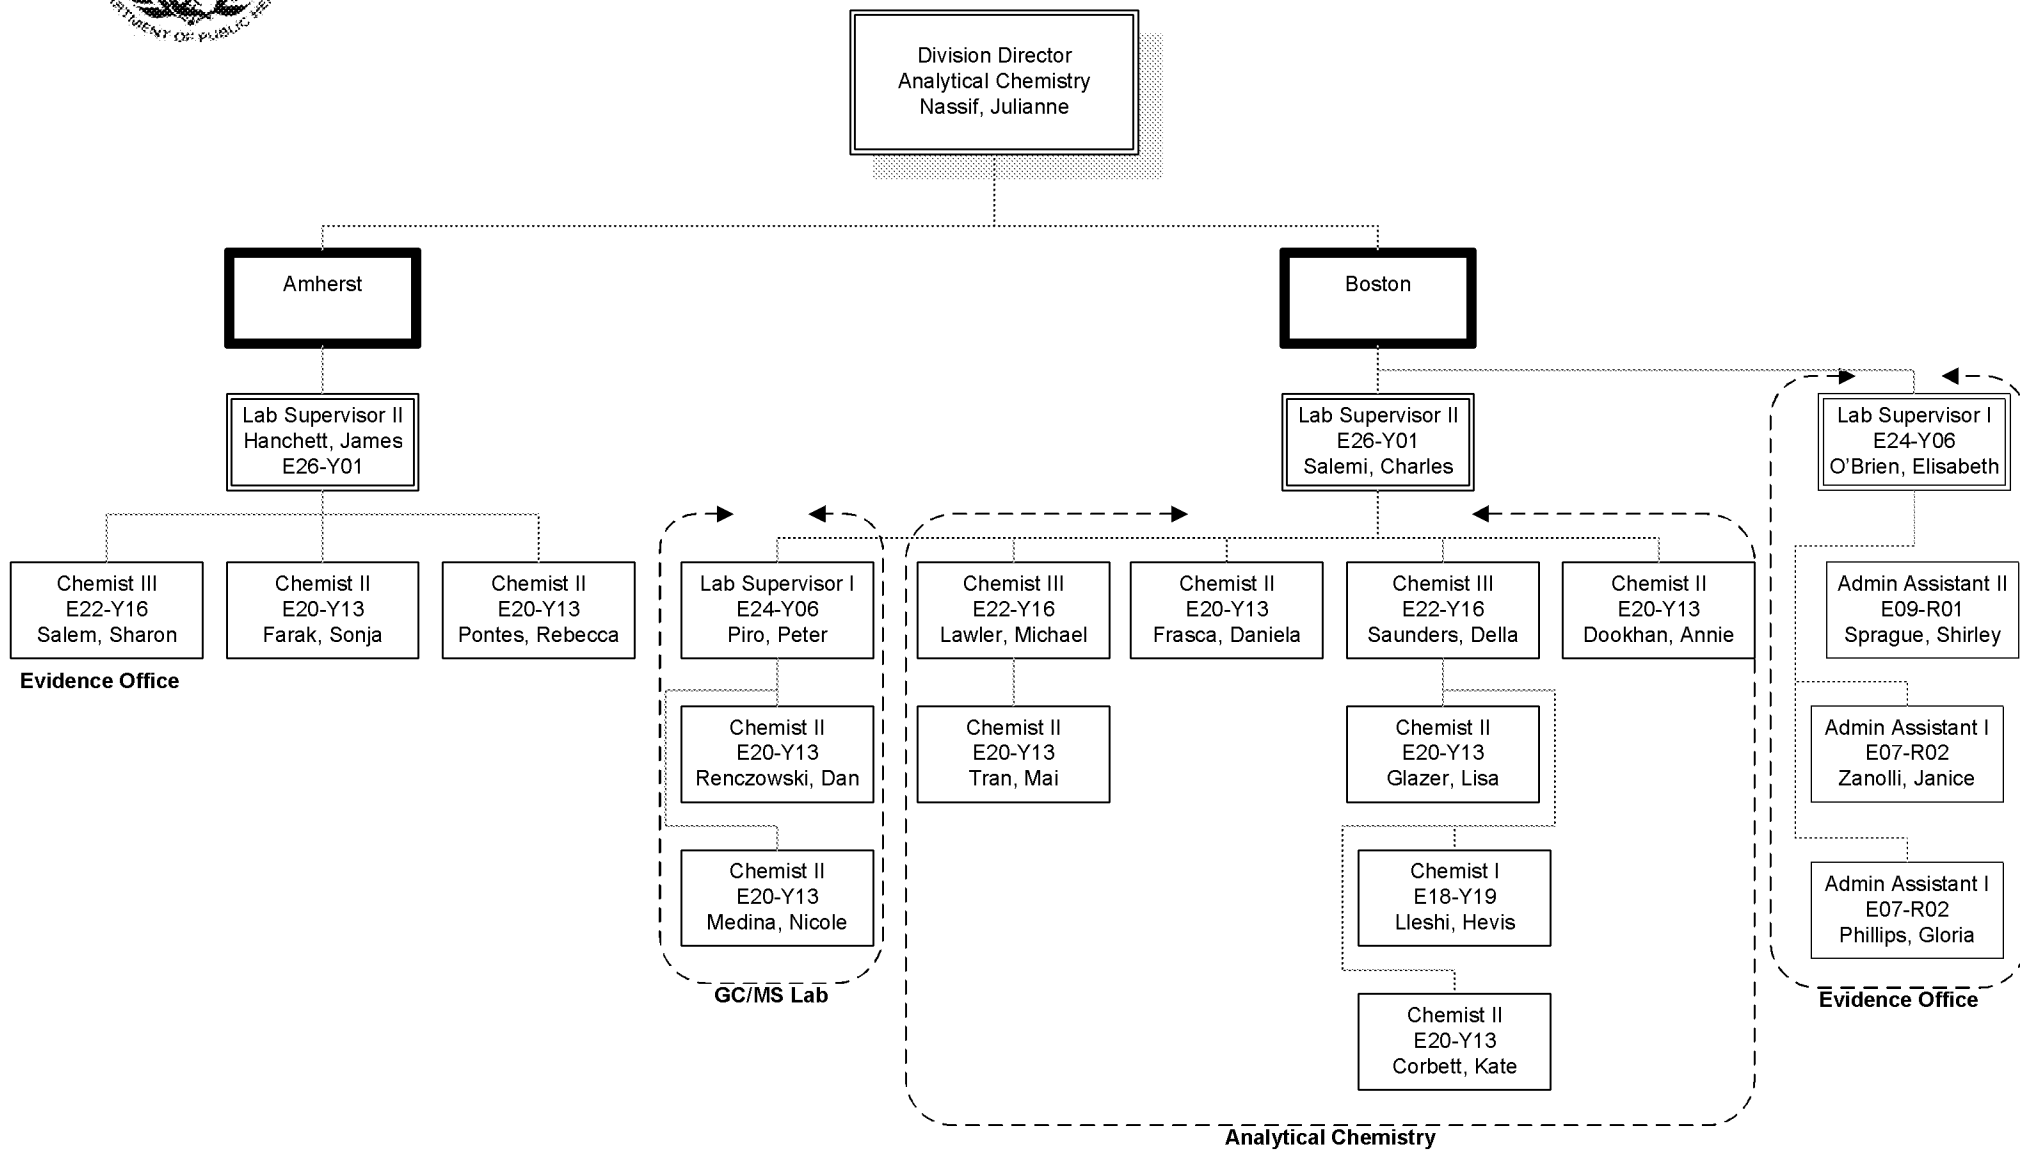 DEPARTMENT OF PUBLIC HE
Division Director
Analytical Chemistry
Nassif, Julianne
Amherst
Boston
Lab Supervisor II
Hanchett, James
E26-Y01
Lab Supervisor II
E26-Y01
Salemi, Charles
Lab Supervisor I
E24-Y06
O'Brien, Elisabeth
Chemist III
E22-Y16
Salem, Sharon
Evidence Office
Chemist II
E20-Y13
Farak, Sonja
Chemist II
E20-Y13
Pontes, Rebecca
Lab Supervisor I
E24-Y06
Piro, Peter
Chemist III
E22-Y16
Lawler, Michael
Chemist II
E20-Y13
Frasca, Daniela
Chemist III
E22-Y16
Saunders, Della
Chemist II
E20-Y13
Dookhan, Annie
Admin Assistant II
E09-R01
Sprague, Shirley
Chemist II
E20-Y13
Renczowski, Dan
Chemist II
E20-Y13
Tran, Mai
Chemist II
E20-Y13
Glazer, Lisa
Admin Assistant I
E07-R02
Zanolli, Janice
Chemist II
E20-Y13
Medina, Nicole
Chemist I
E18-Y19
Lleshi, Hevis
Admin Assistant I
E07-R02
Phillips, Gloria
GC/MS Lab
Evidence Office
Chemist II
E20-Y13
Corbett, Kate
Analytical Chemistry